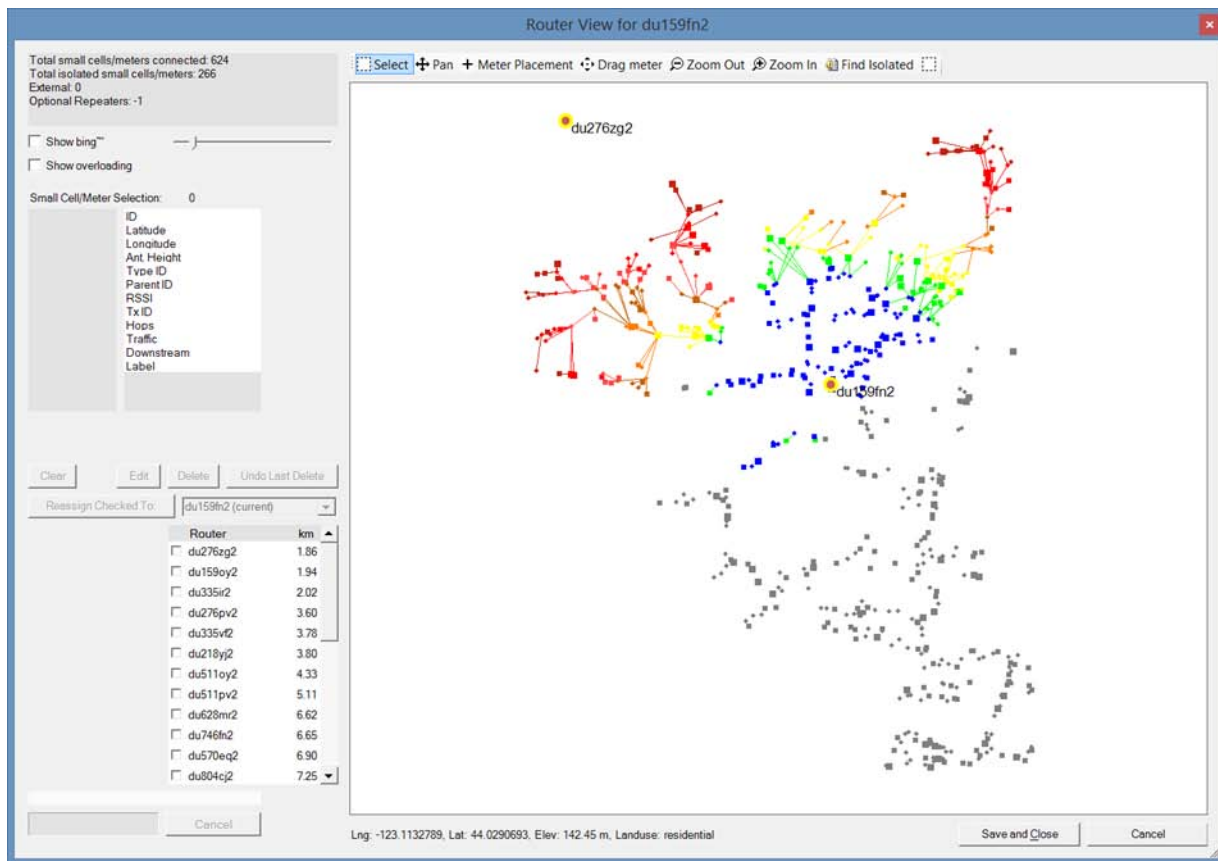 Router View for du159fn2
Total small cells/meters connected: 624
Total isolated small cells/meters: 266
External: 0
Optional Repeaters: -1
Select Pan Meter Placement Drag meter Zoom Out Zoom In Find Isolated
Show bing™
Show overloading
Small Cell/Meter Selection: 0
ID
Latitude
Longitude
Ant. Height
Type ID
Parent ID
RSSI
Tx ID
Hops
Traffic
Downstream
Label
du276zg2
du159fn2
Clear Edit Delete Undo Last Delete
Reassign Checked To: du159fn2 (current)
Router km
du276zg2 1.86
du159oy2 1.94
du335ir2 2.02
du276pv2 3.60
du335vf2 3.78
du218yj2 3.80
du511oy2 4.33
du511pv2 5.11
du628mr2 6.62
du746fn2 6.65
du570eq2 6.90
du804cj2 7.25
Cancel
Lng: -123.1132789, Lat: 44.0290693, Elev: 142.45 m, Landuse: residential
Save and Close Cancel